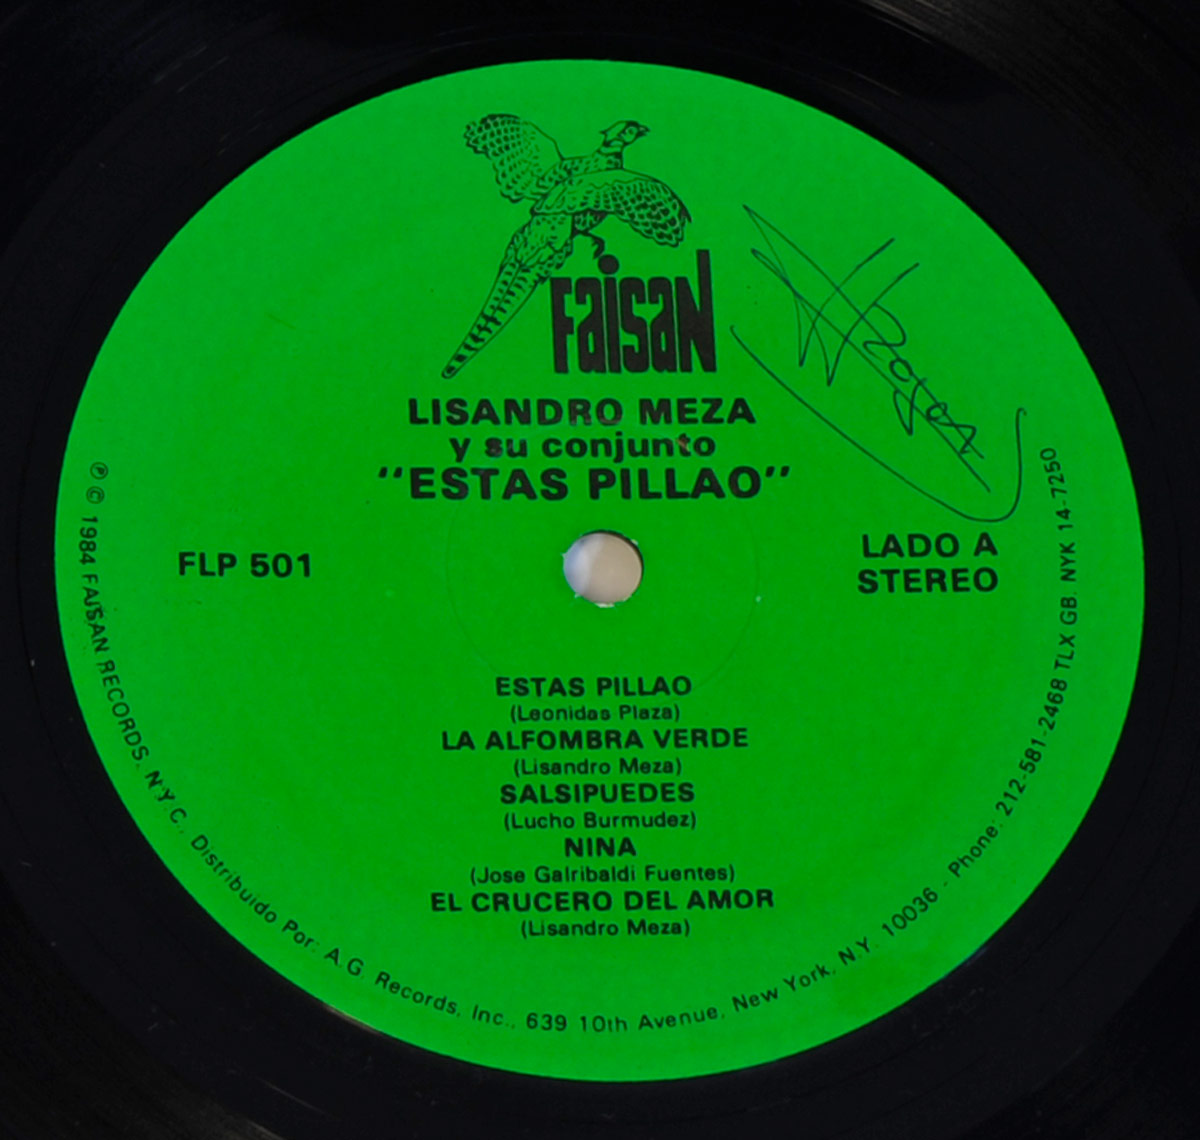 FAISAN
LISANDRO MEZA
y su conjunto
"ESTAS PILLAO"
FLP 501
LADO A
STEREO
ESTAS PILLAO
(Leonidas Plaza)
LA ALFOMBRA VERDE
(Lisandro Meza)
SALSIPUEDES
(Lucho Burmudez)
NINA
(Jose Galribaldi Fuentes)
EL CRUCERO DEL AMOR
(Lisandro Meza)
℗ © 1984 FAISAN RECORDS, N.Y.C., Distribuido Por: A.G. Records, Inc., 639 10th Avenue, New York, N.Y. 10036 - Phone: 212-581-2468 TLX GB. NYK 14-7250